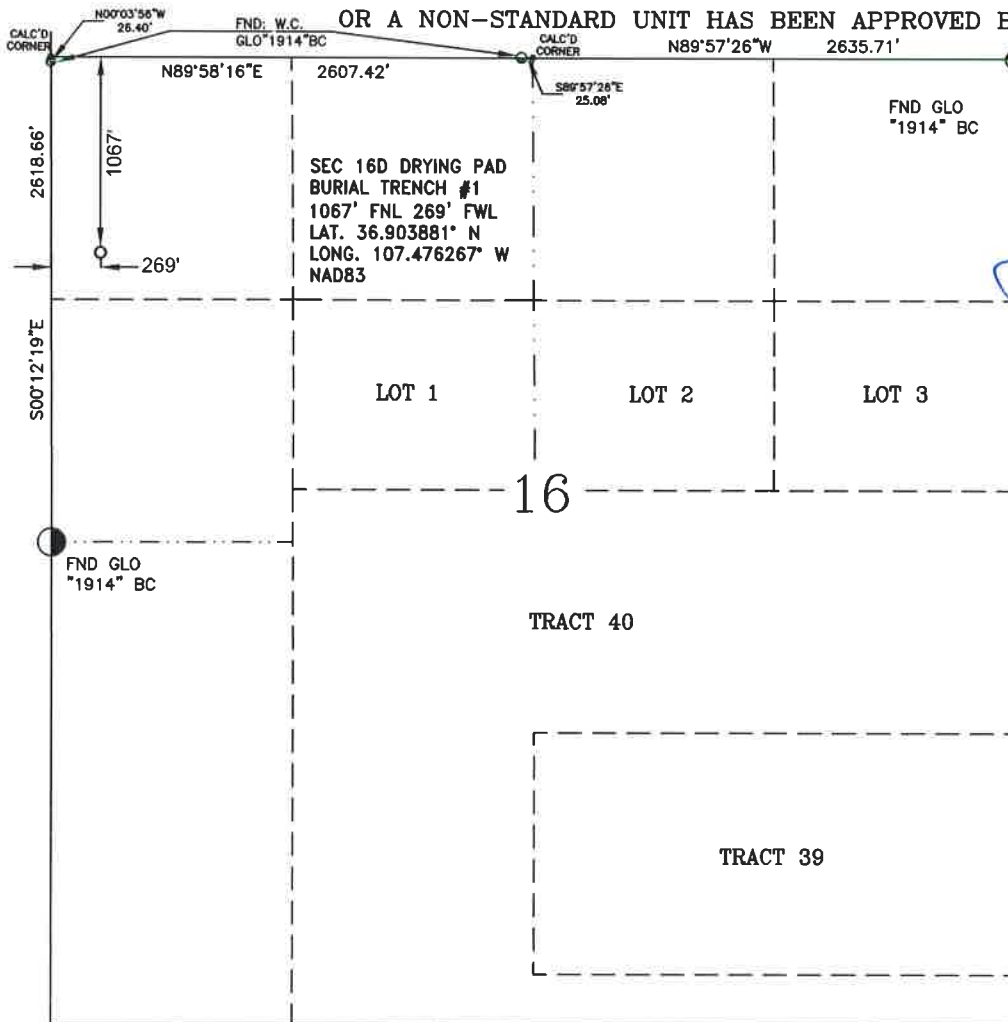 OR A NON-STANDARD UNIT HAS BEEN APPROVED
CALC'D
CORNER
N00°03'56"W
26.40'
FND: W.C.
GLO"1914"BC
CALC'D
CORNER
N89°57'26"W 2635.71'
N89°58'16"E 2607.42'
S89°57'26"E
25.08'
FND GLO
"1914" BC
2618.66'
1067'
SEC 16D DRYING PAD
BURIAL TRENCH #1
1067' FNL 269' FWL
LAT. 36.903881° N
LONG. 107.476267° W
NAD83
269'
S00°12'19"E
LOT 1
LOT 2
LOT 3
16
FND GLO
"1914" BC
TRACT 40
TRACT 39